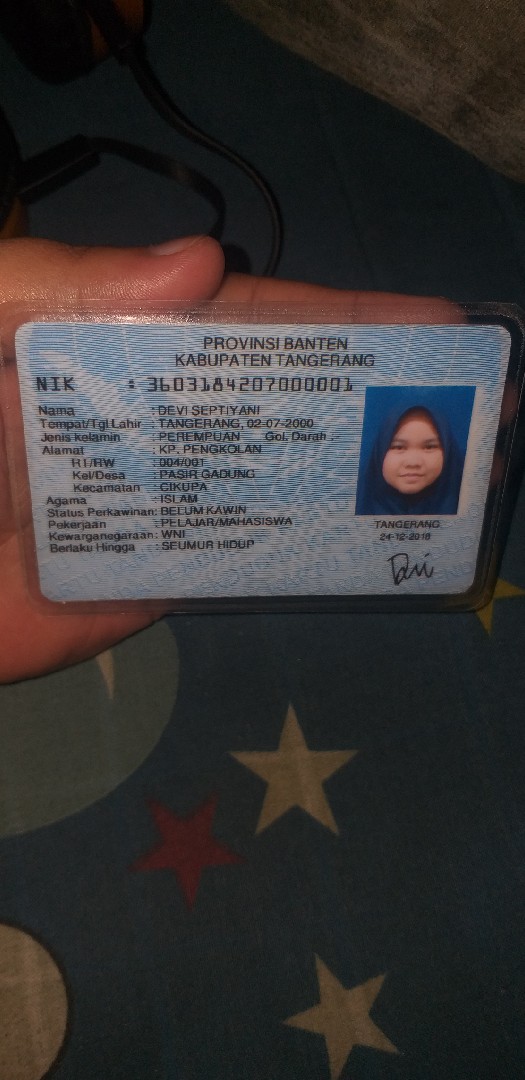 PROVINSI BANTEN
KABUPATEN TANGERANG
NIK : 3603184207000001
Nama : DEVI SEPTIYANI
Tempat/Tgl Lahir : TANGERANG, 02-07-2000
Jenis kelamin : PEREMPUAN Gol. Darah :-
Alamat : KP. PENGKOLAN
RT/RW : 004/001
Kel/Desa : PASIR GADUNG
Kecamatan : CIKUPA
Agama : ISLAM
Status Perkawinan: BELUM KAWIN
Pekerjaan : PELAJAR/MAHASISWA
Kewarganegaraan: WNI
Berlaku Hingga : SEUMUR HIDUP
TANGERANG
24-12-2018